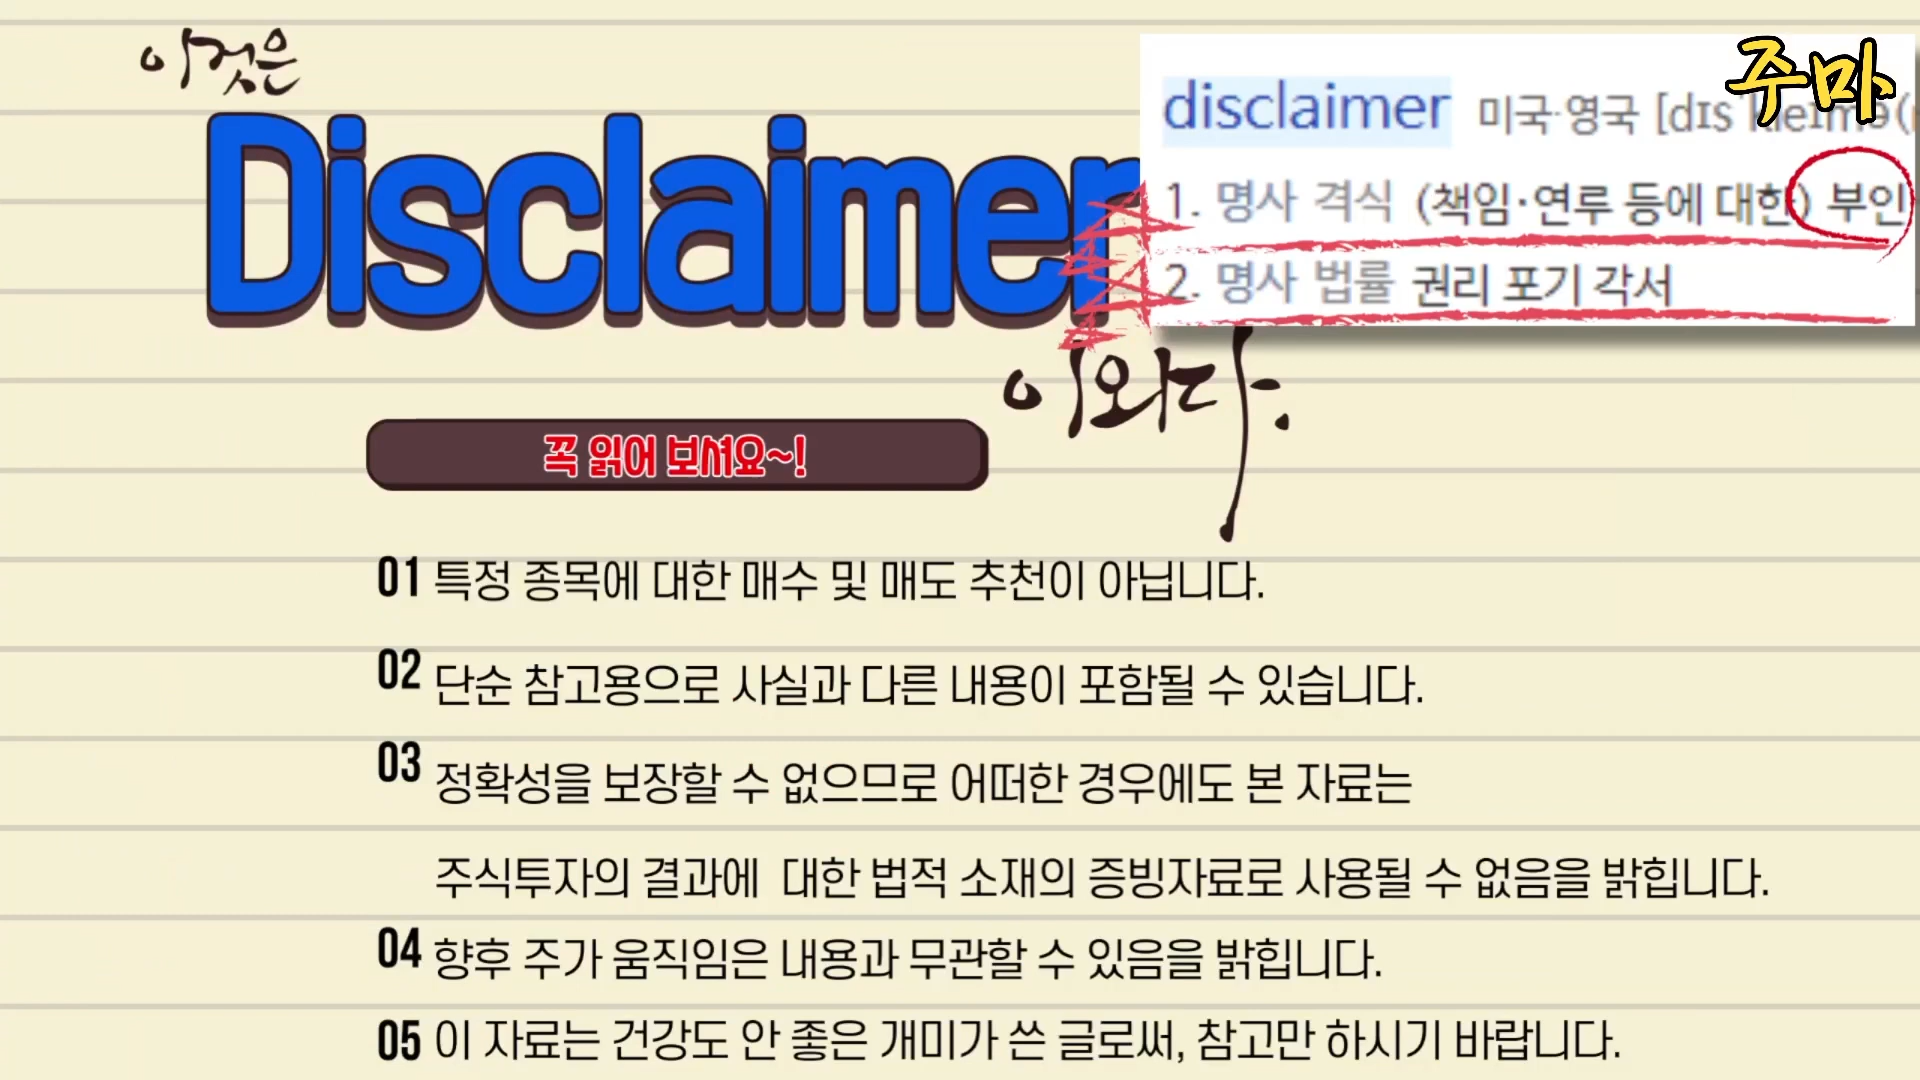 이것은
Disclaimer
이외다.
주마
disclaimer 미국·영국
1. 명사 격식 (책임·연루 등에 대한) 부인
2. 명사 법률 권리 포기 각서
꼭 읽어 보셔요~!
01 특정 종목에 대한 매수 및 매도 추천이 아닙니다.
02 단순 참고용으로 사실과 다른 내용이 포함될 수 있습니다.
03 정확성을 보장할 수 없으므로 어떠한 경우에도 본 자료는
주식투자의 결과에 대한 법적 소재의 증빙자료로 사용될 수 없음을 밝힙니다.
04 향후 주가 움직임은 내용과 무관할 수 있음을 밝힙니다.
05 이 자료는 건강도 안 좋은 개미가 쓴 글로써, 참고만 하시기 바랍니다.